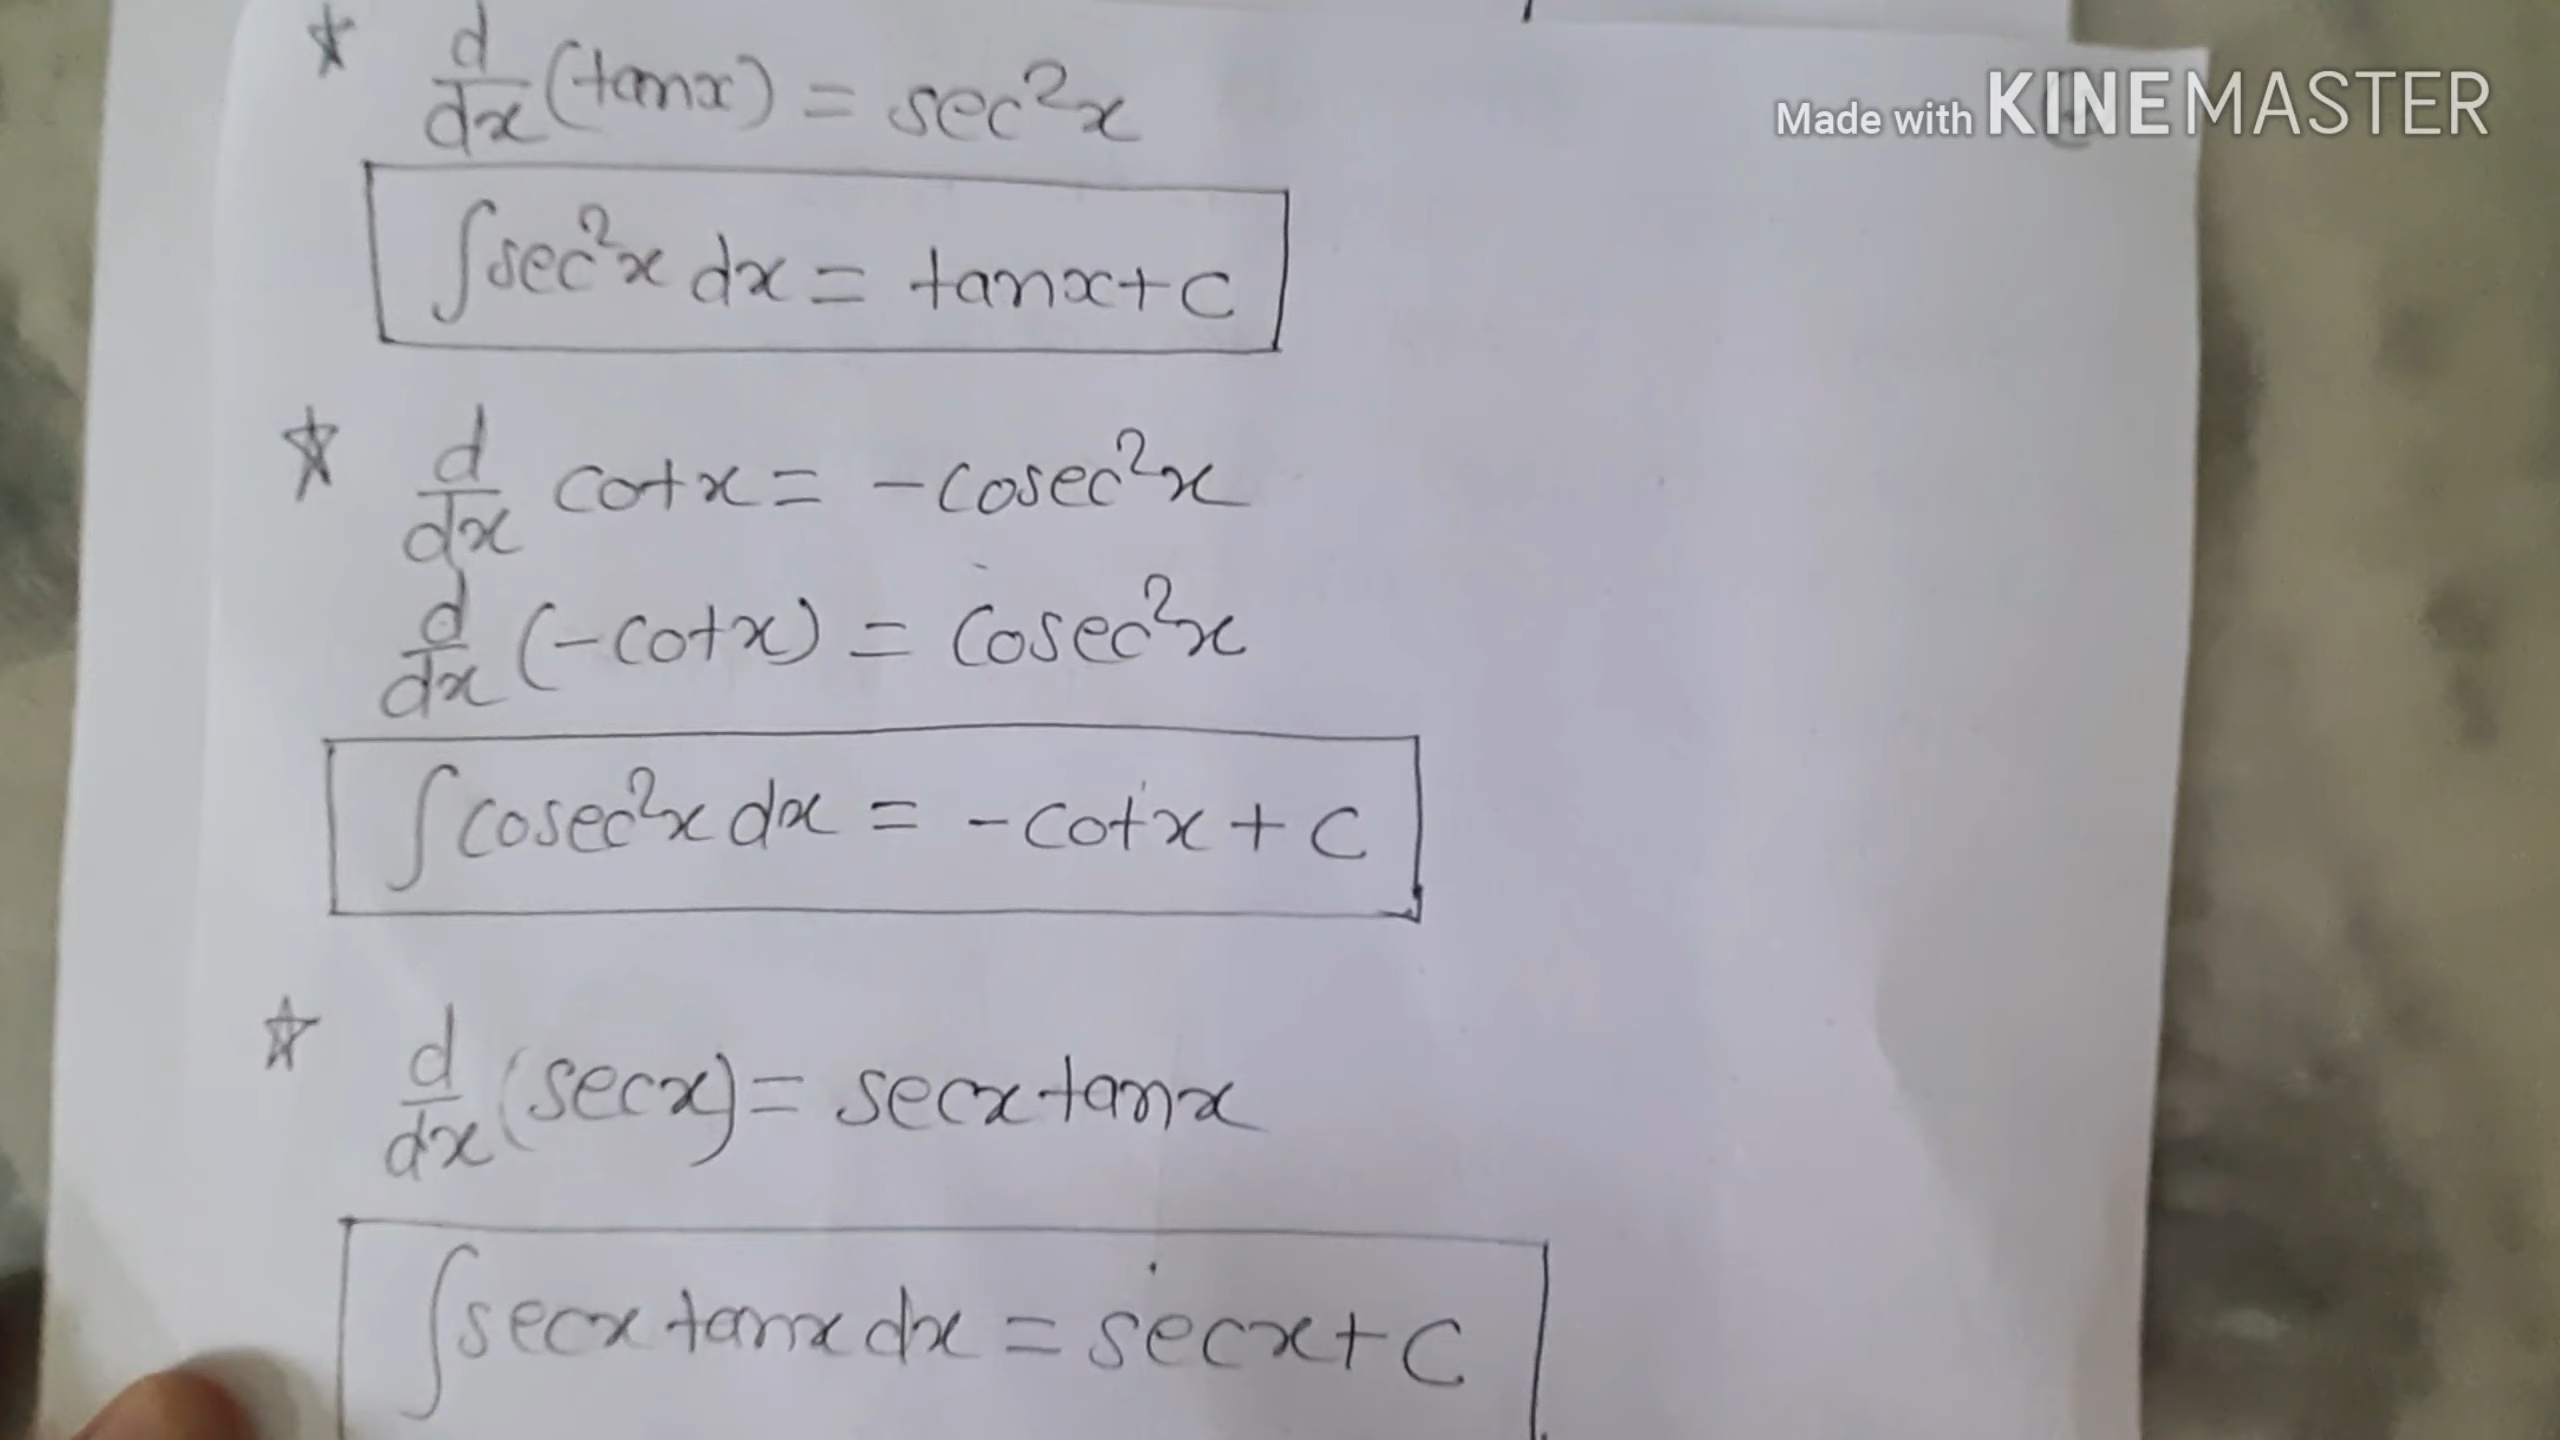 Made with KINEMASTER
* d/dx (tanx) = sec²x
∫sec²x dx = tanx+c
* d/dx cotx = -cosec²x
d/dx (-cotx) = cosec²x
∫cosec²x dx = -cotx + c
* d/dx (secx) = secx tanx
∫secx tanx dx = secx+c